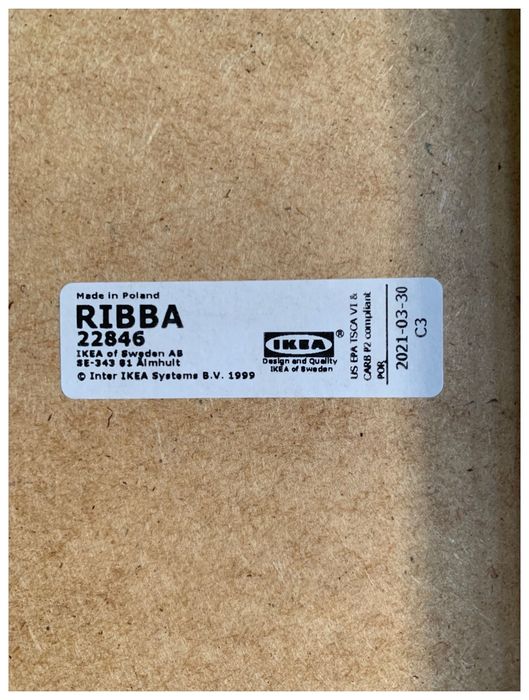 Made in Poland
RIBBA
22846
IKEA of Sweden AB
SE-343 81 Älmhult
© Inter IKEA Systems B.V. 1999
IKEA®
Design and Quality
IKEA of Sweden
US EPA TSCA VI &
CARB P2 compliant
POR
2021-03-30
C3